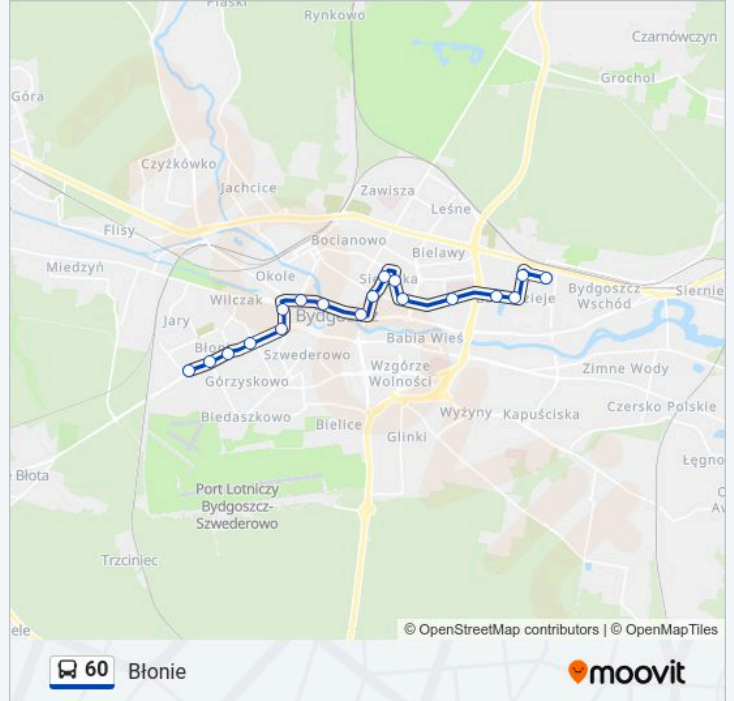 Piaski
Rynkowo
Czarnówczyn
Grochol
Góra
Czyżkówko
Jachcice
Zawisza
Leśne
Flisy
Bocianowo
Bielawy
Miedzyń
Okole
Bydgoszcz
Wschód
Siernie
Wilczak
Jary
Babia Wieś
Szwederowo
Wzgórze
Wolności
Zimne Wody
Górzyskowo
Wyżyny
Kapuściska
Czersko Polskie
Biedaszkowo
Bielice
Glinki
Łęgno
Błota
Port Lotniczy
Bydgoszcz-
Szwederowo
Trzciniec
© OpenStreetMap contributors | © OpenMapTiles
60 Błonie
moovit